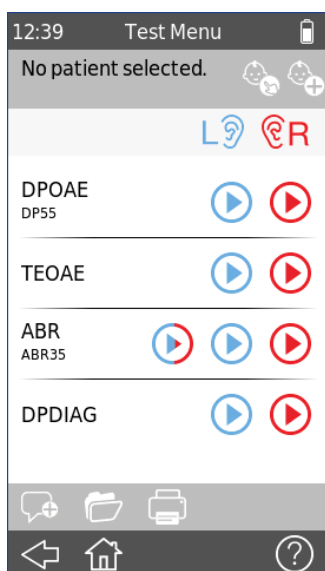 12:39 Test Menu
No patient selected.
L R
DPOAE
DP55
TEOAE
ABR
ABR35
DPDIAG
?